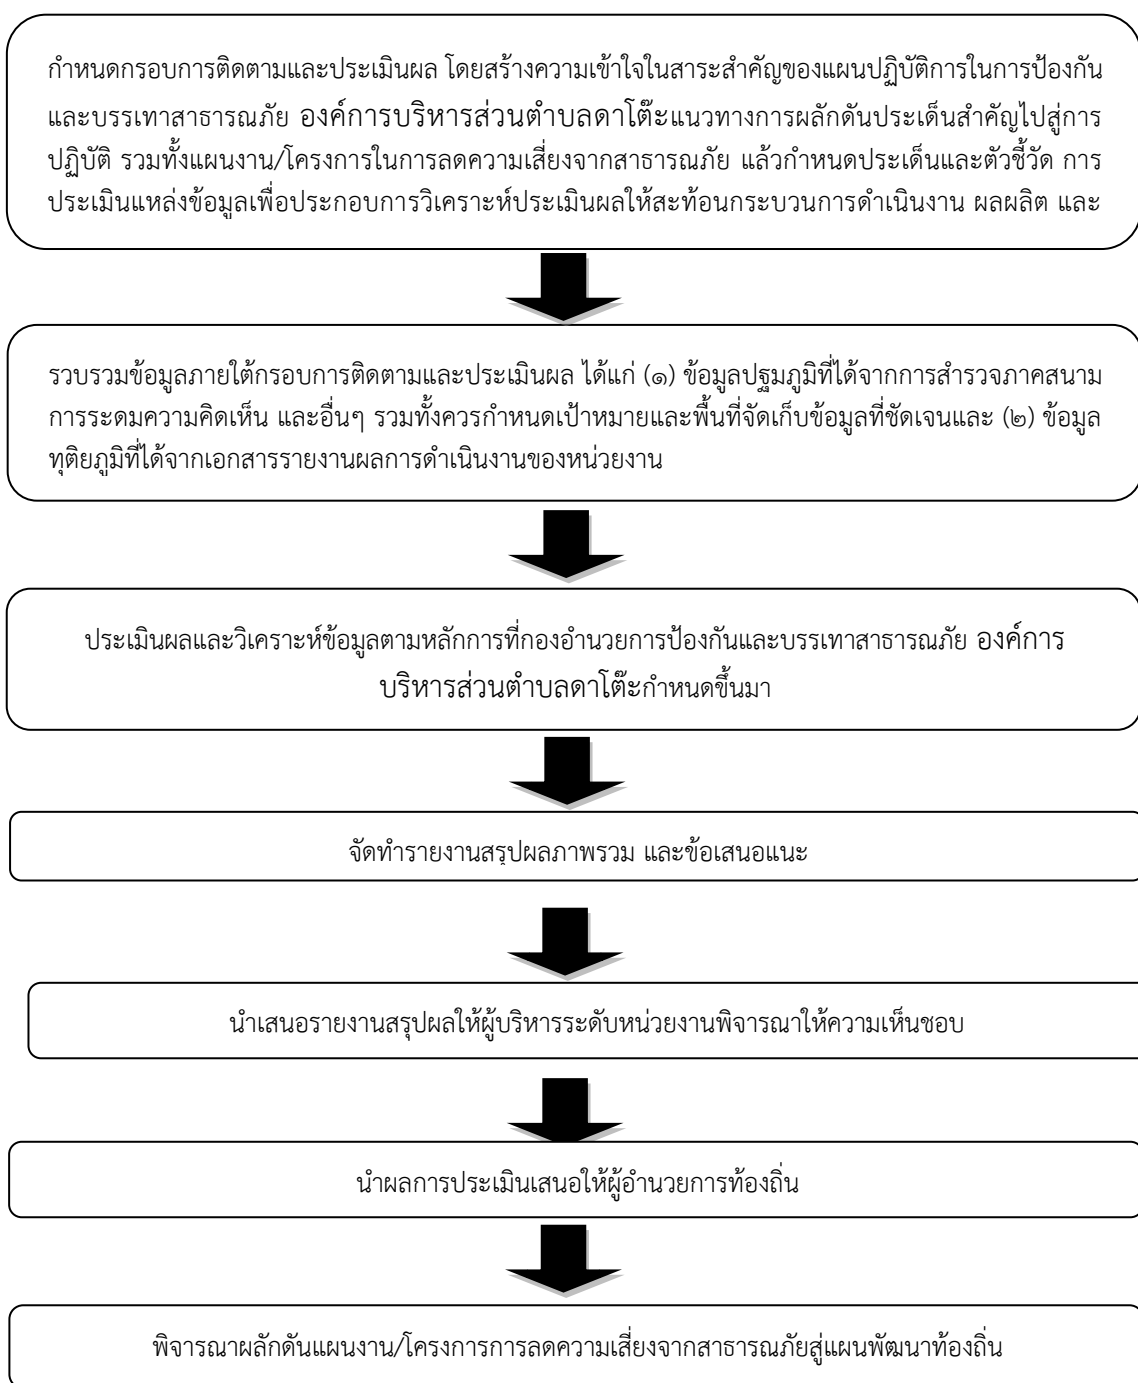 กำหนดกรอบการติดตามและประเมินผล โดยสร้างความเข้าใจในสาระสำคัญของแผนปฏิบัติการในการป้องกัน
และบรรเทาสาธารณภัย องค์การบริหารส่วนตำบลดาโต๊ะแนวทางการผลักดันประเด็นสำคัญไปสู่การ
ปฏิบัติ รวมทั้งแผนงาน/โครงการในการลดความเสี่ยงจากสาธารณภัย แล้วกำหนดประเด็นและตัวชี้วัด การ
ประเมินแหล่งข้อมูลเพื่อประกอบการวิเคราะห์ประเมินผลให้สะท้อนกระบวนการดำเนินงาน ผลผลิต และ
รวบรวมข้อมูลภายใต้กรอบการติดตามและประเมินผล ได้แก่ (๑) ข้อมูลปฐมภูมิที่ได้จากการสำรวจภาคสนาม
การระดมความคิดเห็น และอื่นๆ รวมทั้งควรกำหนดเป้าหมายและพื้นที่จัดเก็บข้อมูลที่ชัดเจนและ (๒) ข้อมูล
ทุติยภูมิที่ได้จากเอกสารรายงานผลการดำเนินงานของหน่วยงาน
ประเมินผลและวิเคราะห์ข้อมูลตามหลักการที่กองอำนวยการป้องกันและบรรเทาสาธารณภัย องค์การ
บริหารส่วนตำบลดาโต๊ะกำหนดขึ้นมา
จัดทำรายงานสรุปผลภาพรวม และข้อเสนอแนะ
นำเสนอรายงานสรุปผลให้ผู้บริหารระดับหน่วยงานพิจารณาให้ความเห็นชอบ
นำผลการประเมินเสนอให้ผู้อำนวยการท้องถิ่น
พิจารณาผลักดันแผนงาน/โครงการการลดความเสี่ยงจากสาธารณภัยสู่แผนพัฒนาท้องถิ่น